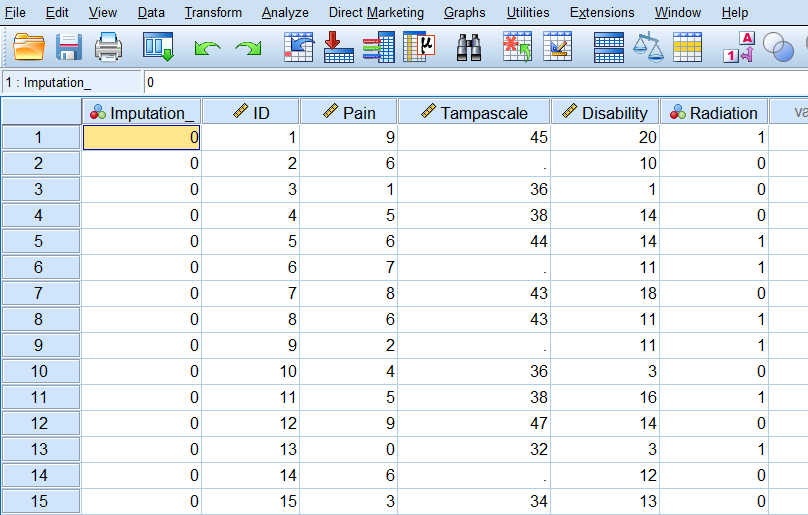 File Edit View Data Transform Analyze Direct Marketing Graphs Utilities Extensions Window Help
μ A 1
1 : Imputation_ 0
Imputation_ ID Pain Tampascale Disability Radiation va
1 0 1 9 45 20 1
2 0 2 6 . 10 0
3 0 3 1 36 1 0
4 0 4 5 38 14 0
5 0 5 6 44 14 1
6 0 6 7 . 11 1
7 0 7 8 43 18 0
8 0 8 6 43 11 1
9 0 9 2 . 11 1
10 0 10 4 36 3 0
11 0 11 5 38 16 1
12 0 12 9 47 14 0
13 0 13 0 32 3 1
14 0 14 6 . 12 0
15 0 15 3 34 13 0